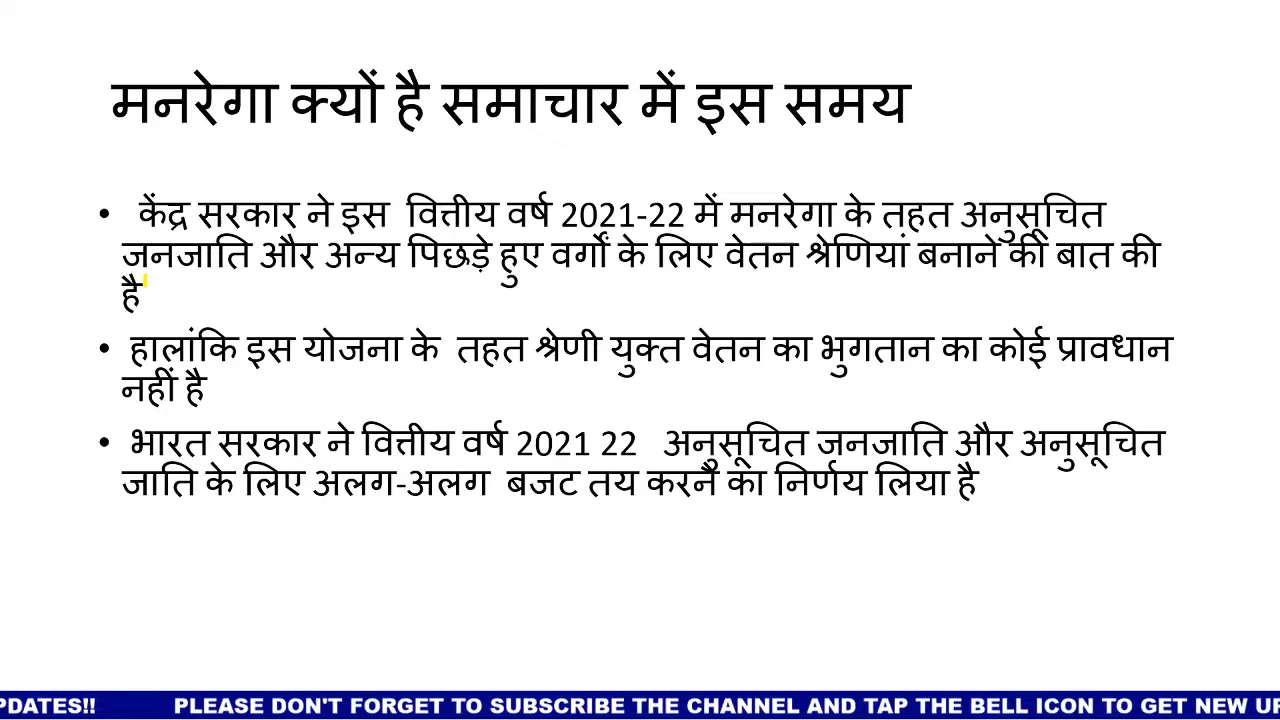 मनरेगा क्यों है समाचार में इस समय
• केंद्र सरकार ने इस वित्तीय वर्ष 2021-22 में मनरेगा के तहत अनुसूचित
जनजाति और अन्य पिछड़े हुए वर्गों के लिए वेतन श्रेणियां बनाने की बात की
है
• हालांकि इस योजना के तहत श्रेणी युक्त वेतन का भुगतान का कोई प्रावधान
नहीं है
• भारत सरकार ने वित्तीय वर्ष 2021 22 अनुसूचित जनजाति और अनुसूचित
जाति के लिए अलग-अलग बजट तय करने का निर्णय लिया है
PDATES!! PLEASE DON'T FORGET TO SUBSCRIBE THE CHANNEL AND TAP THE BELL ICON TO GET NEW UP